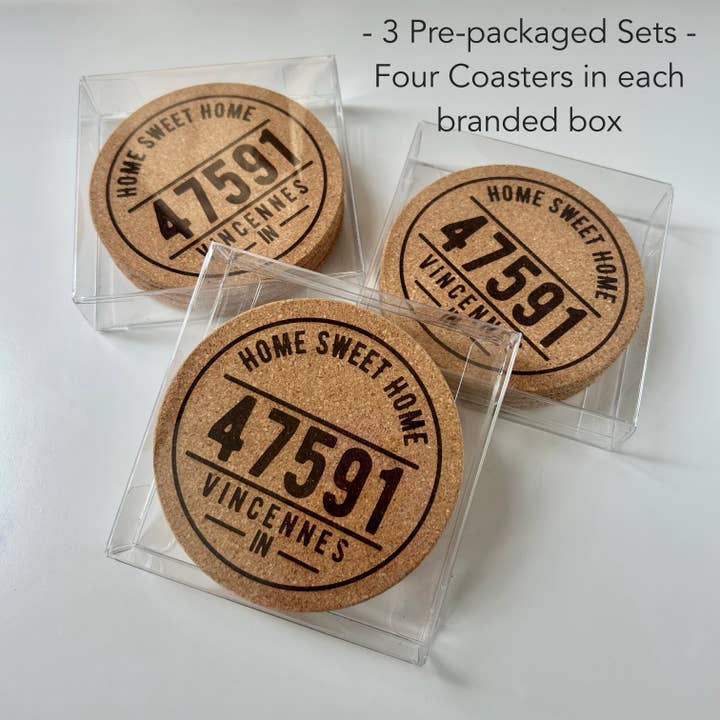 - 3 Pre-packaged Sets -
Four Coasters in each
branded box
HOME SWEET HOME
47591
VINCENNES
IN
HOME SWEET HOME
47591
VINCENNES
HOME SWEET HOME
47591
VINCENNES
IN